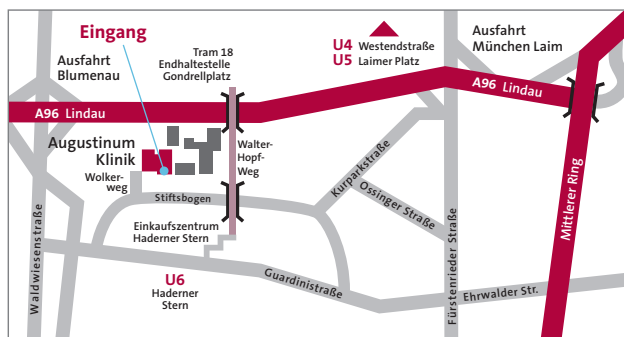 Eingang
Ausfahrt
Blumenau
Tram 18
Endhaltestelle
Gondrellplatz
U4 Westendstraße
U5 Laimer Platz
Ausfahrt
München Laim
A96 Lindau
A96 Lindau
Augustinum
Klinik
Wolker-
weg
Walter-
Hopf-
Weg
Stiftsbogen
Kurparkstraße
Ossinger Straße
Einkaufszentrum
Haderner Stern
U6
Haderner
Stern
Guardinistraße
Waldwiesenstraße
Fürstenrieder Straße
Ehrwalder Str.
Mittlerer Ring